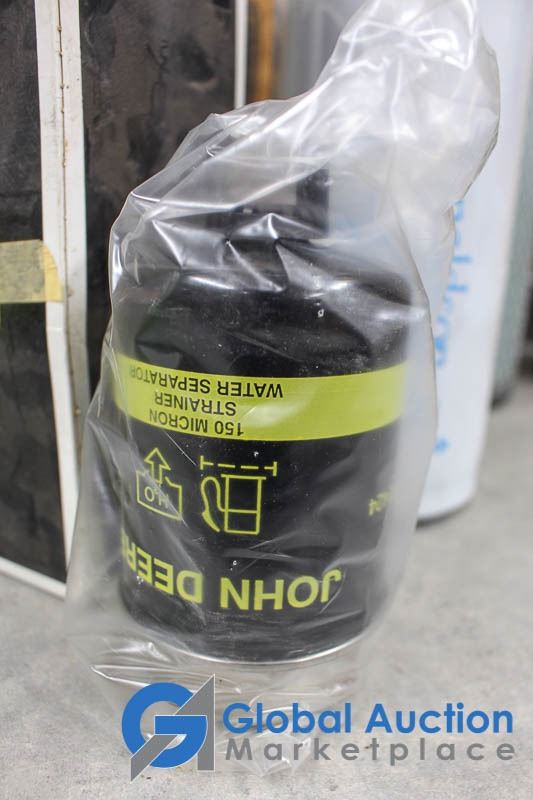 JOHN DEERE
H₂O
150 MICRON
STRAINER
WATER SEPARATOR
Global Auction
Marketplace